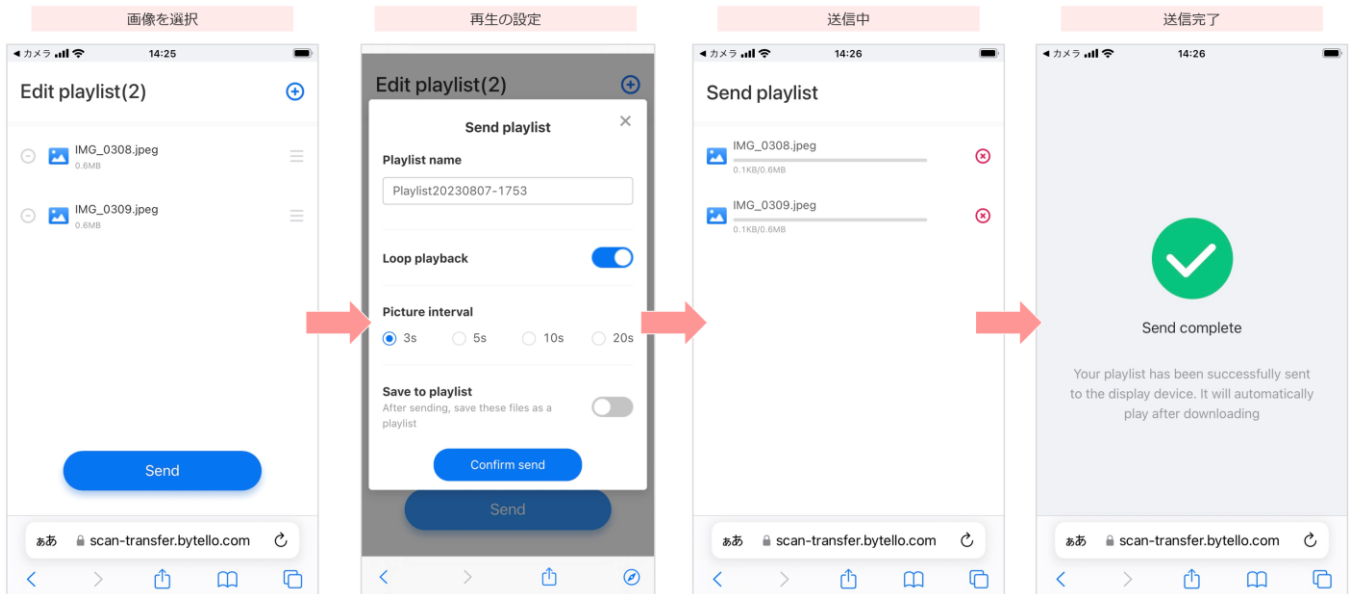 画像を選択
◀カメラ 14:25
Edit playlist(2)
IMG_0308.jpeg
0.6MB
IMG_0309.jpeg
0.6MB
Send
ぁあ scan-transfer.bytello.com
再生の設定
Edit playlist(2)
Send playlist
Playlist name
Playlist20230807-1753
Loop playback
Picture interval
3s 5s 10s 20s
Save to playlist
After sending, save these files as a
playlist
Confirm send
Send
送信中
◀カメラ 14:26
Send playlist
IMG_0308.jpeg
0.1KB/0.6MB
IMG_0309.jpeg
0.1KB/0.6MB
ぁあ scan-transfer.bytello.com
送信完了
◀カメラ 14:26
Send complete
Your playlist has been successfully sent
to the display device. It will automatically
play after downloading
ぁあ scan-transfer.bytello.com